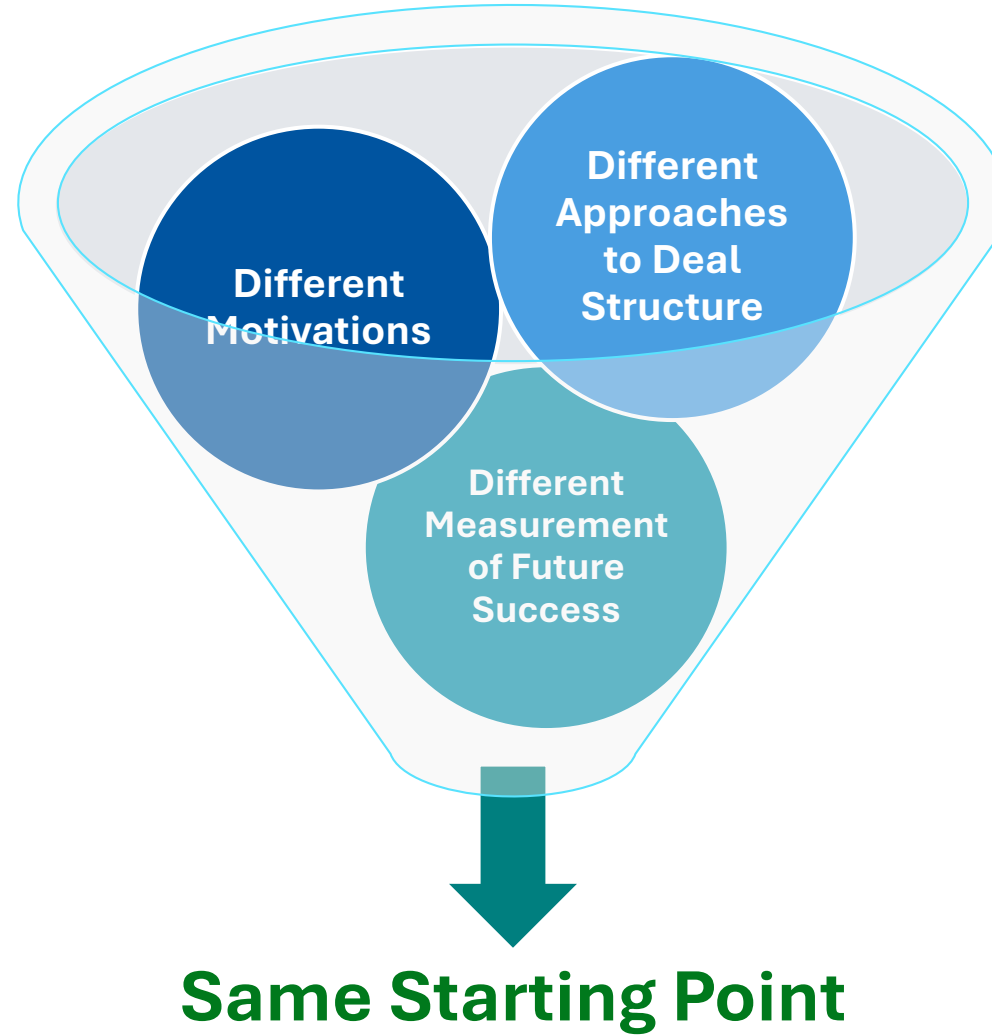 Different
Motivations
Different
Approaches
to Deal
Structure
Different
Measurement
of Future
Success
Same Starting Point